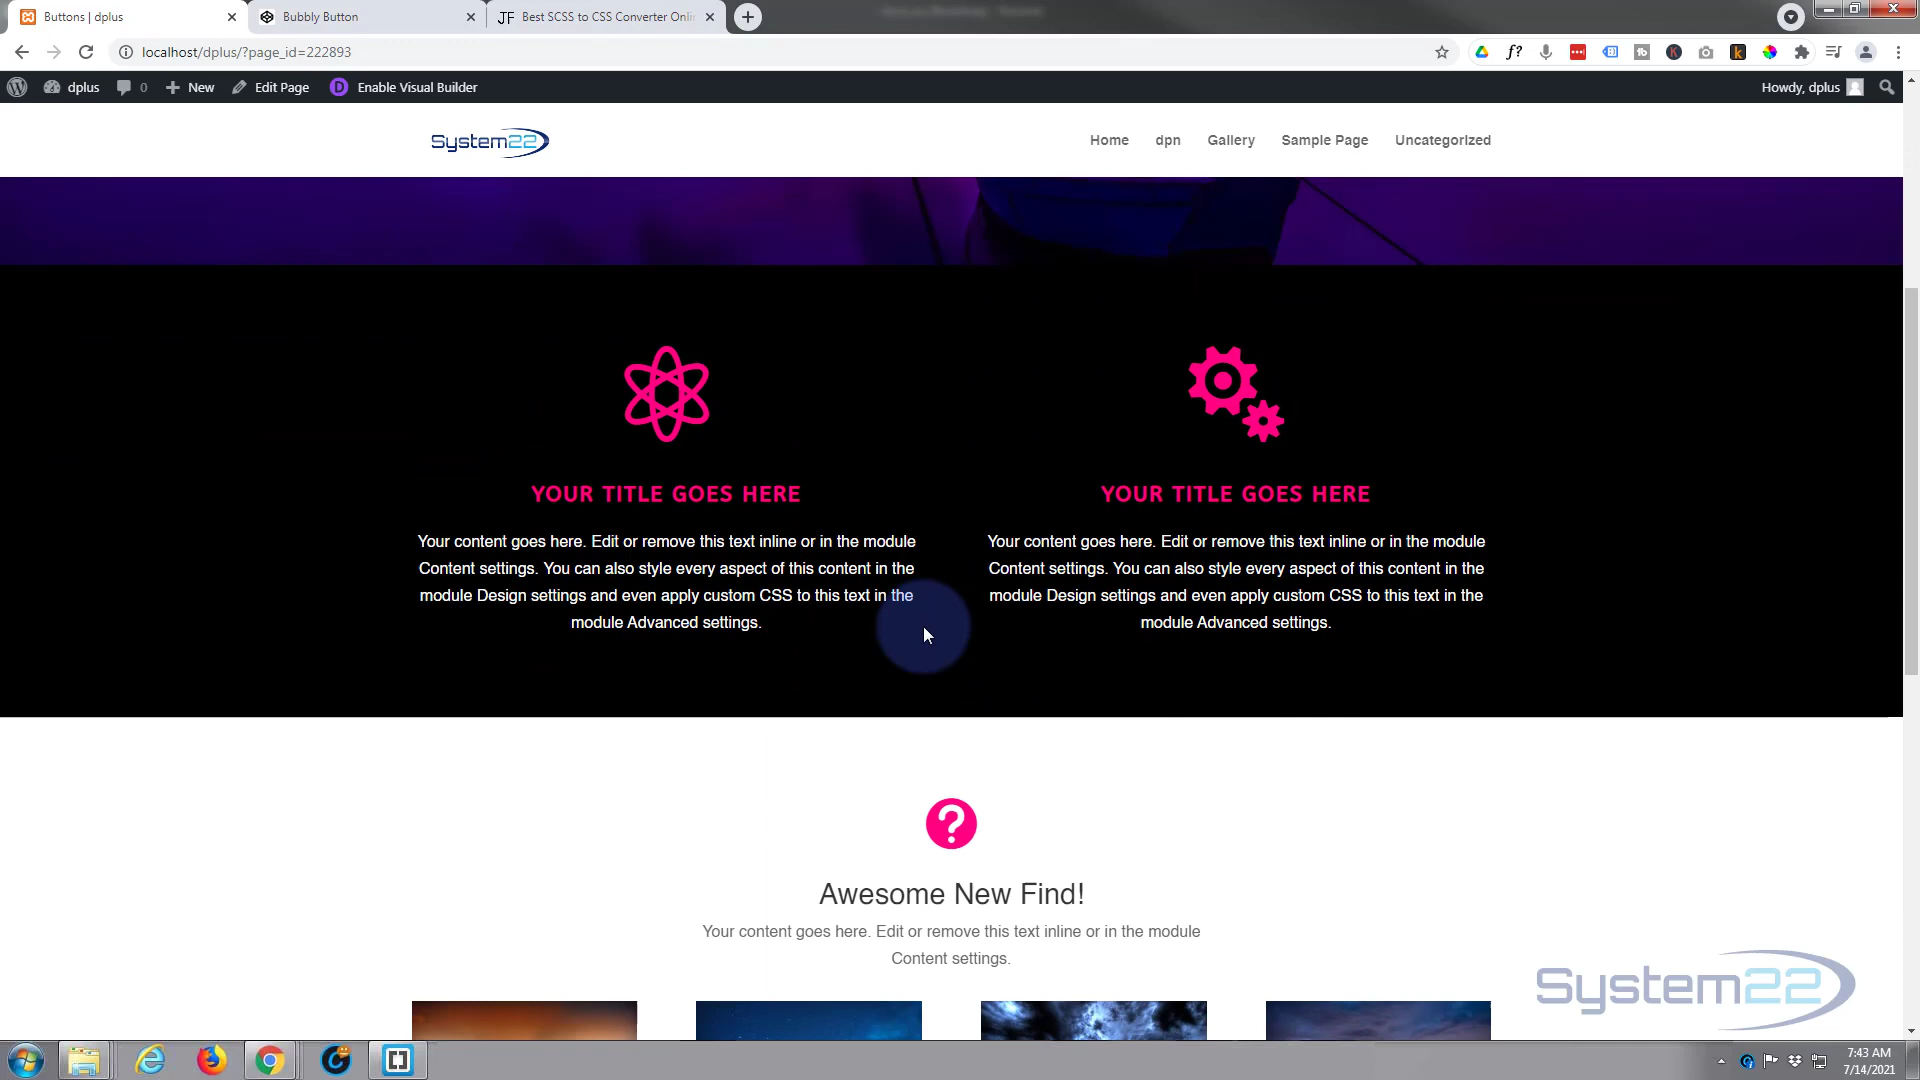 Buttons | dplus
Bubbly Button
JF Best SCSS to CSS Converter Onli
localhost/dplus/?page_id=222893
dplus 0 New Edit Page D Enable Visual Builder
Howdy, dplus
System22
Home dpn Gallery Sample Page Uncategorized
YOUR TITLE GOES HERE
Your content goes here. Edit or remove this text inline or in the module
Content settings. You can also style every aspect of this content in the
module Design settings and even apply custom CSS to this text in the
module Advanced settings.
YOUR TITLE GOES HERE
Your content goes here. Edit or remove this text inline or in the module
Content settings. You can also style every aspect of this content in the
module Design settings and even apply custom CSS to this text in the
module Advanced settings.
Awesome New Find!
Your content goes here. Edit or remove this text inline or in the module
Content settings.
System22
7:43 AM
7/14/2021